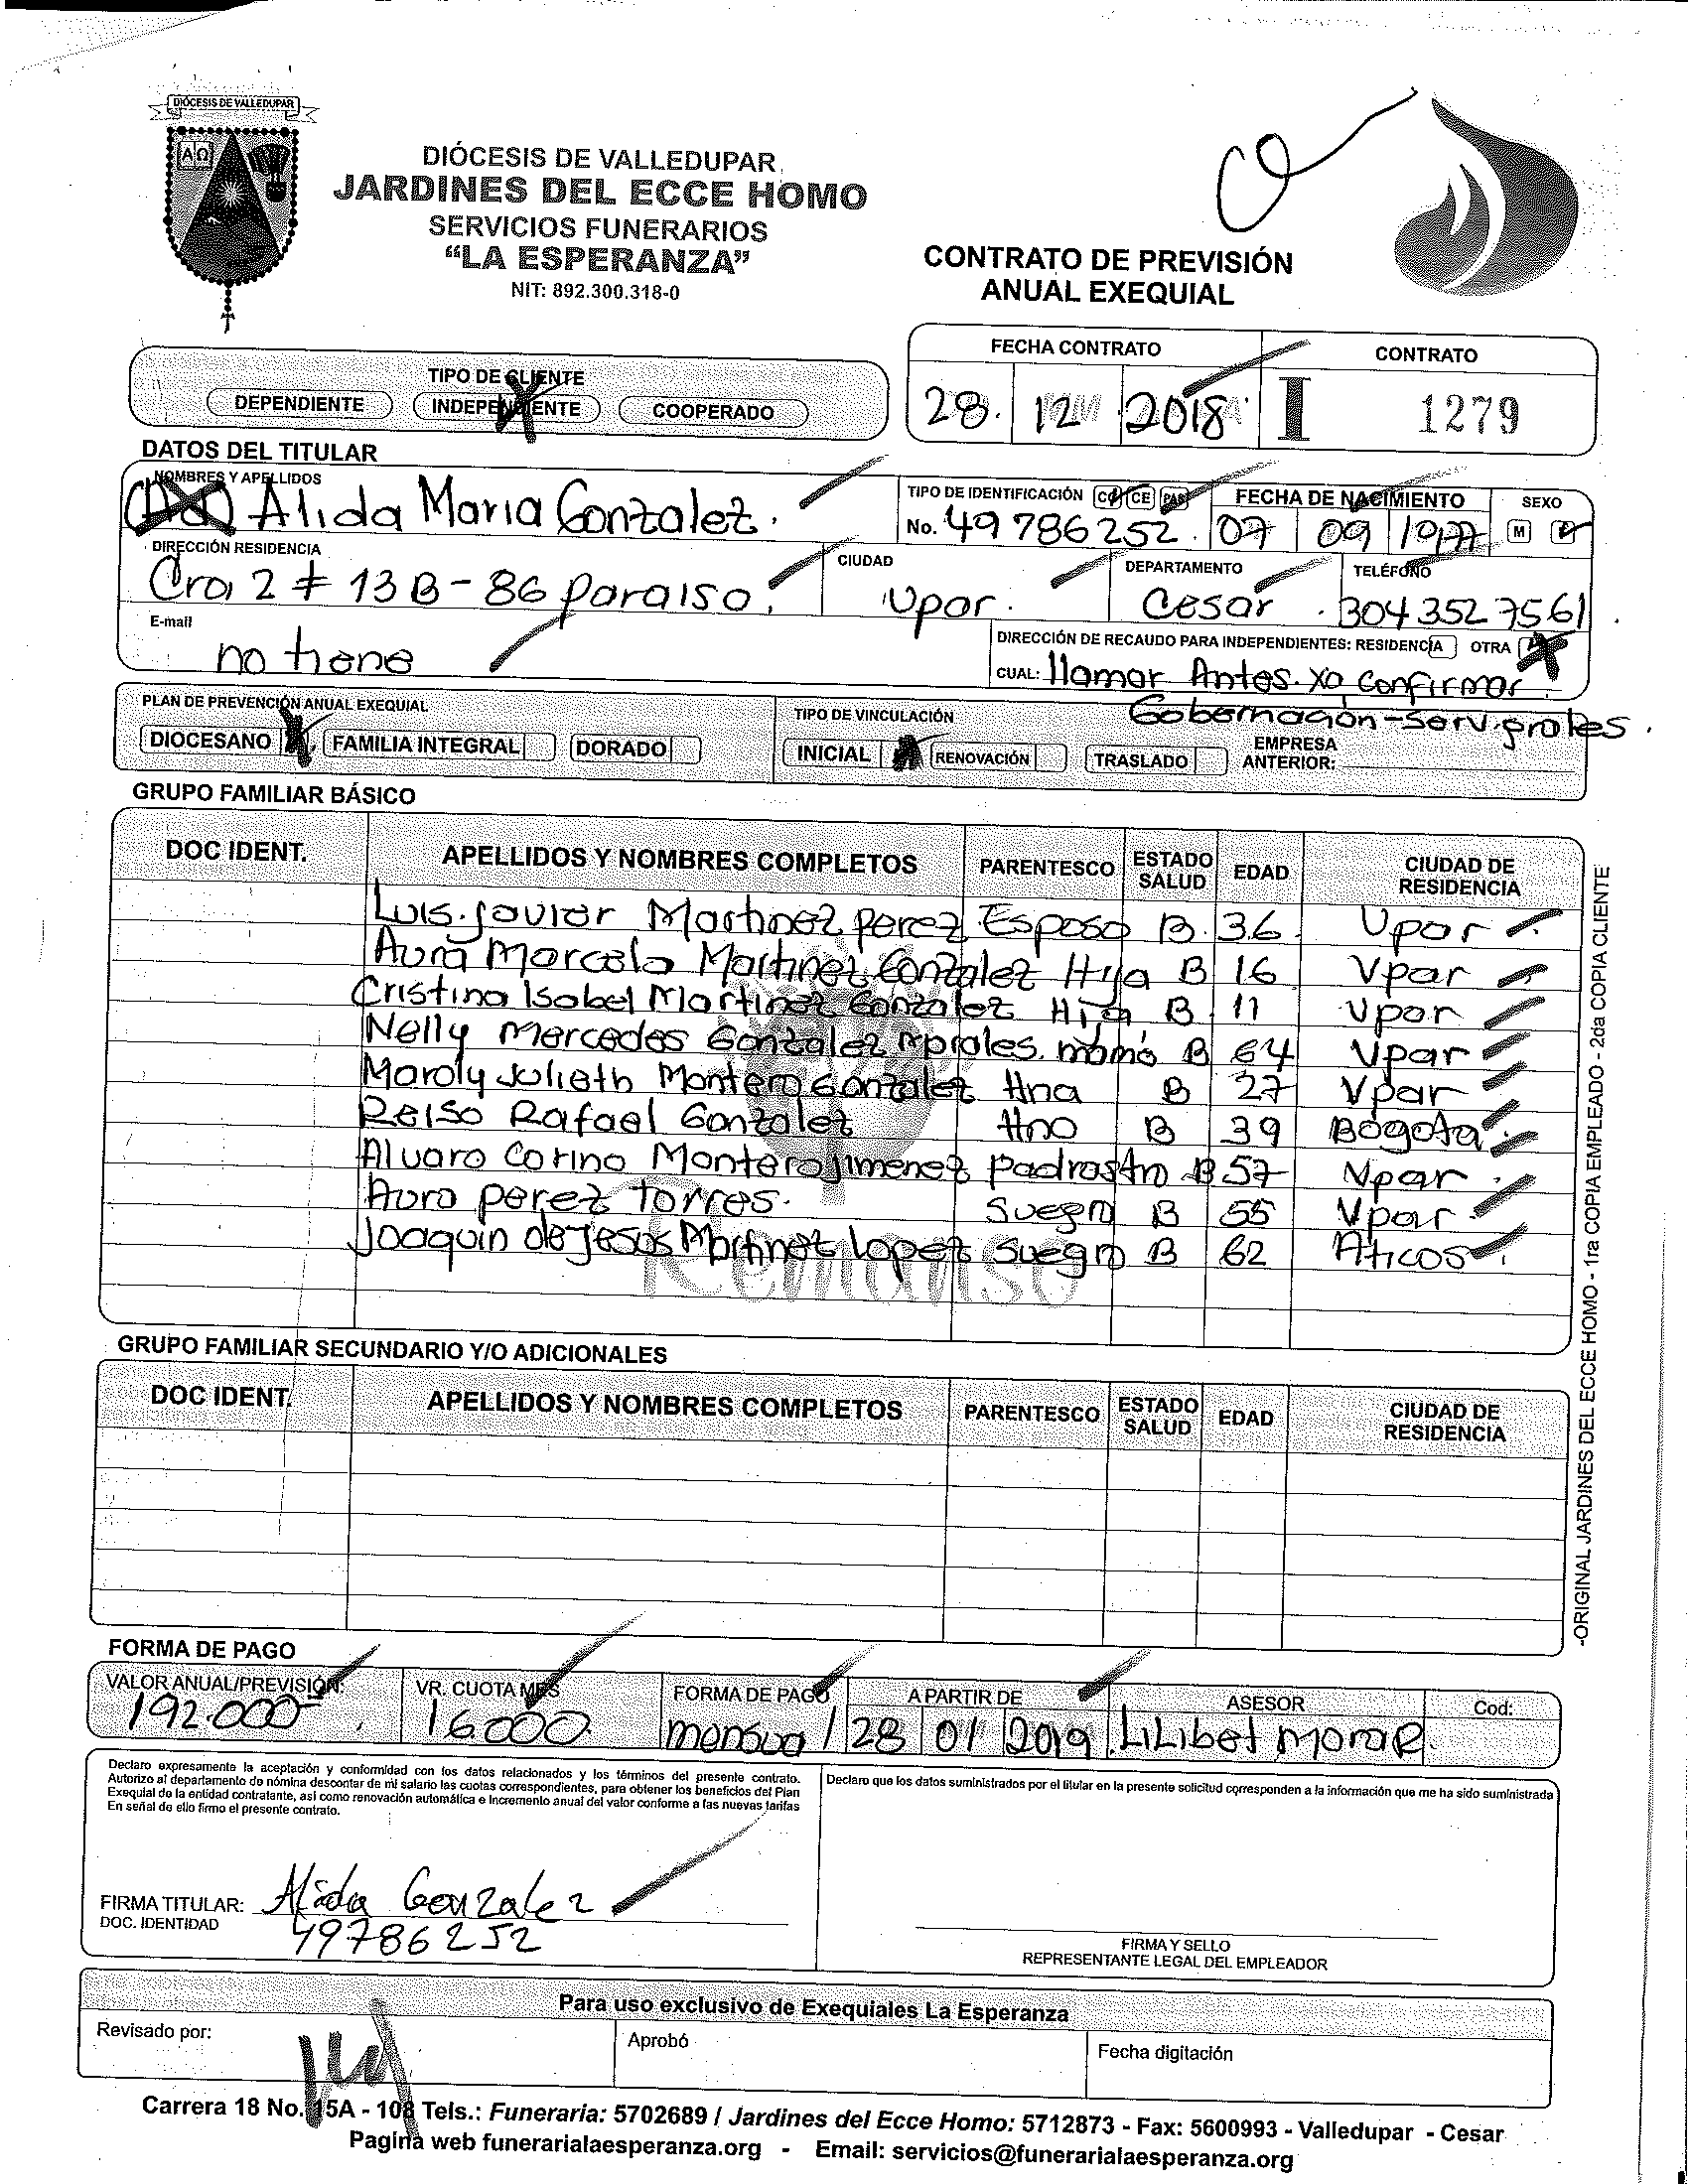 DIÓCESIS DE VALLEDUPAR
ΑΩ
DIÓCESIS DE VALLEDUPAR
JARDINES DEL ECCE HOMO
SERVICIOS FUNERARIOS
“LA ESPERANZA”
NIT: 892.300.318-0
CONTRATO DE PREVISIÓN
ANUAL EXEQUIAL
TIPO DE CLIENTE
DEPENDIENTE INDEPENDIENTE COOPERADO
FECHA CONTRATO CONTRATO
28. 12 2018 I 1279
DATOS DEL TITULAR
NOMBRES Y APELLIDOS
Alida Maria Gonzalez.
TIPO DE IDENTIFICACIÓN CC CE PAS
No. 49786252.
FECHA DE NACIMIENTO
07 09 1977
SEXO
M F
DIRECCIÓN RESIDENCIA
Cra 2 # 13B-86 paraiso.
CIUDAD
Vpar.
DEPARTAMENTO
Cesar.
TELÉFONO
304 352 7561
E-mail
no tiene
DIRECCIÓN DE RECAUDO PARA INDEPENDIENTES: RESIDENCIA OTRA
CUAL: llamar Antes. xa confirmar.
Gobernación-Serv.
PLAN DE PREVENCIÓN ANUAL EXEQUIAL
DIOCESANO FAMILIA INTEGRAL DORADO
TIPO DE VINCULACIÓN
INICIAL RENOVACIÓN TRASLADO EMPRESA ANTERIOR:
GRUPO FAMILIAR BÁSICO
DOC IDENT. APELLIDOS Y NOMBRES COMPLETOS PARENTESCO ESTADO SALUD EDAD CIUDAD DE RESIDENCIA
Luis. Javier Martinez Perez Esposo B. 36 Vpar
Aura Marcela Martinez Gonzalez Hija B 16 Vpar
Cristina Isabel Martinez Gonzalez Hija B 11 Vpar
Nelly Mercedes Gonzalez mamá B 64 Vpar
Maroly Julieth Montero Gonzalez Hna B 27 Vpar
Relso Rafael Gonzalez Hno B 39 Bogota
Alvaro Corino Montero Jimenez padrastro B 57 Vpar
Aura perez torres. Suegra B 55 Vpar
Joaquin de Jesus Martinez Lopez Suegro B 62 Aticos
Remanso
GRUPO FAMILIAR SECUNDARIO Y/O ADICIONALES
DOC IDENT. APELLIDOS Y NOMBRES COMPLETOS PARENTESCO ESTADO SALUD EDAD CIUDAD DE RESIDENCIA
FORMA DE PAGO
VALOR ANUAL/PREVISIÓN: VR. CUOTA MES FORMA DE PAGO A PARTIR DE ASESOR Cod:
192.000 16.000 mensual 28 01 2019 LiLibet Mora R.
Declaro expresamente la aceptación y conformidad con los datos relacionados y los términos del presente contrato.
Autorizo al departamento de nómina descontar de mi salario las cuotas correspondientes, para obtener los beneficios del Plan
Exequial de la entidad contratante, así como renovación automática e incremento anual del valor conforme a las nuevas tarifas
En señal de ello firmo el presente contrato.
Declaro que los datos suministrados por el titular en la presente solicitud corresponden a la información que me ha sido suministrada
FIRMA TITULAR: Alida Gonzalez
DOC. IDENTIDAD 49786252
FIRMA Y SELLO
REPRESENTANTE LEGAL DEL EMPLEADOR
Para uso exclusivo de Exequiales La Esperanza
Revisado por: Aprobó Fecha digitación
Carrera 18 No. 15A - 108 Tels.: Funeraria: 5702689 / Jardines del Ecce Homo: 5712873 - Fax: 5600993 - Valledupar - Cesar
Pagina web funerarialaesperanza.org - Email: servicios@funerarialaesperanza.org
-ORIGINAL JARDINES DEL ECCE HOMO - 1ra COPIA EMPLEADO - 2da COPIA CLIENTE